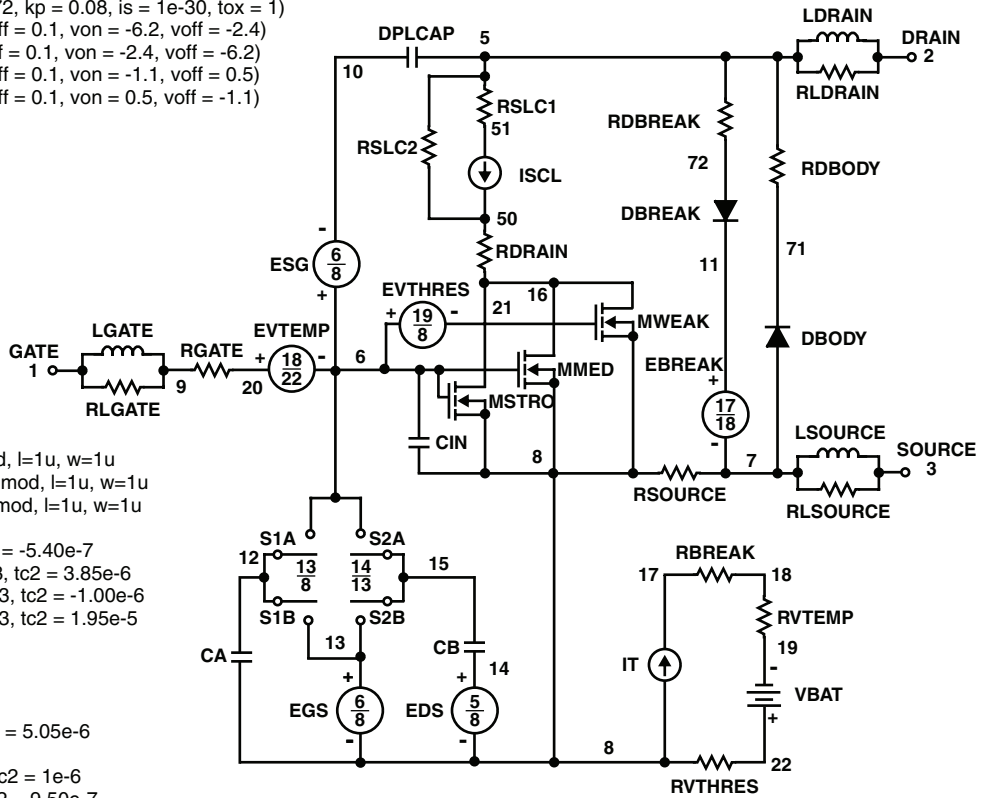 72, kp = 0.08, is = 1e-30, tox = 1)
ff = 0.1, von = -6.2, voff = -2.4)
f = 0.1, von = -2.4, voff = -6.2)
ff = 0.1, von = -1.1, voff = 0.5)
ff = 0.1, von = 0.5, voff = -1.1)
LDRAIN
DPLCAP 5 DRAIN
10 2
RLDRAIN
RSLC1
51
RDBREAK
RSLC2
72 RDBODY
ISCL
DBREAK
50
RDRAIN
71
11
ESG 6
8
-
+
EVTHRES
16
21
+ 19 -
8
MWEAK
LGATE EVTEMP
GATE RGATE + 18 - 6
1 22
9 20
RLGATE
MMED
EBREAK
DBODY
+
17
18
-
MSTRO
CIN
8
LSOURCE
7 SOURCE
3
RSOURCE
RLSOURCE
d, l=1u, w=1u
mod, l=1u, w=1u
mod, l=1u, w=1u
= -5.40e-7
3, tc2 = 3.85e-6
3, tc2 = -1.00e-6
3, tc2 = 1.95e-5
S1A S2A
12 13 14 15
8 13
S1B S2B
13
CA CB
14
+ +
EGS 6 EDS 5
8 8
- -
RBREAK
17 18
RVTEMP
19
IT -
VBAT
+
8 22
RVTHRES
= 5.05e-6
c2 = 1e-6